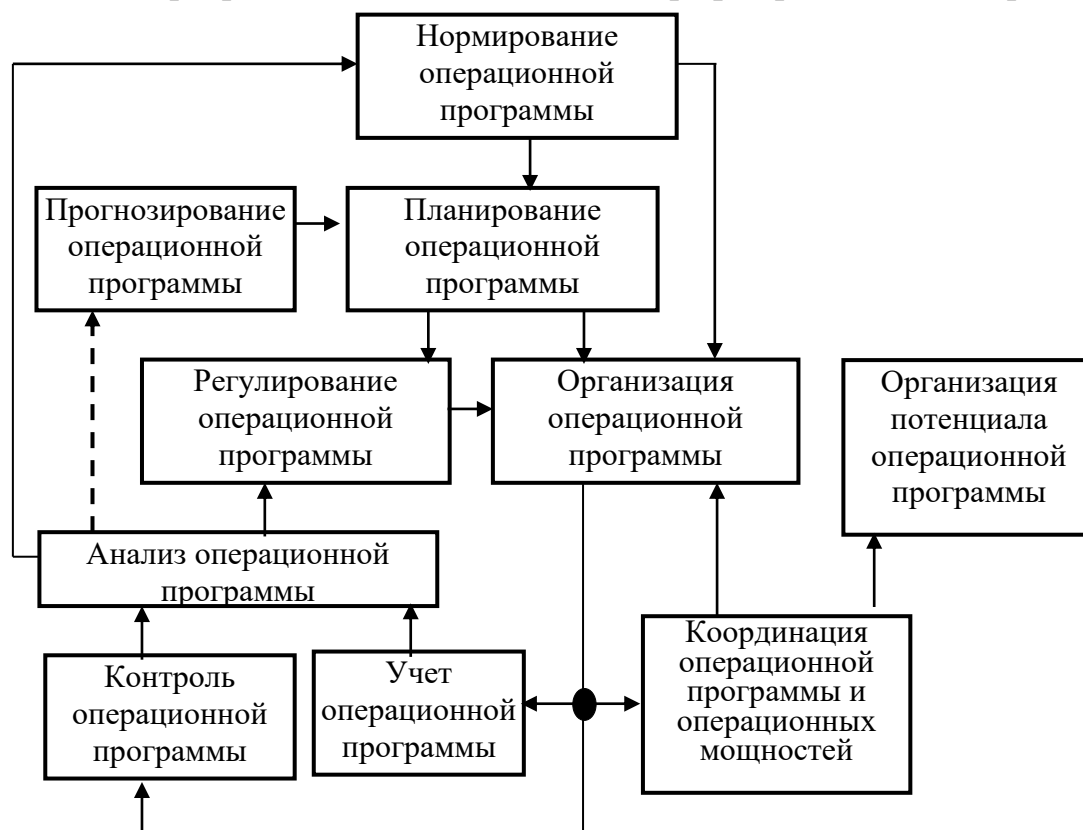 Нормирование
операционной
программы
Прогнозирование
операционной
программы
Планирование
операционной
программы
Регулирование
операционной
программы
Организация
операционной
программы
Организация
потенциала
операционной
программы
Анализ операционной
программы
Контроль
операционной
программы
Учет
операционной
программы
Координация
операционной
программы и
операционных
мощностей